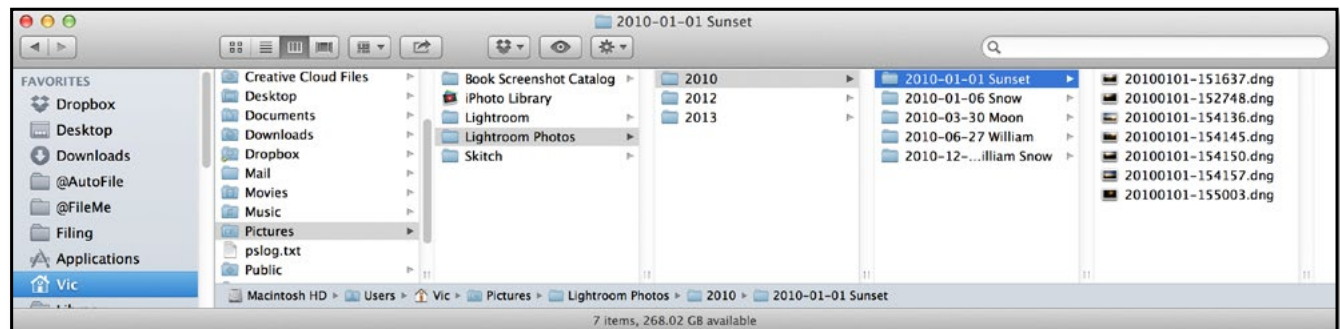 2010-01-01 Sunset
FAVORITES
Dropbox
Desktop
Downloads
@AutoFile
@FileMe
Filing
Applications
Vic
Creative Cloud Files
Desktop
Documents
Downloads
Dropbox
Mail
Movies
Music
Pictures
pslog.txt
Public
Book Screenshot Catalog
iPhoto Library
Lightroom
Lightroom Photos
Skitch
2010
2012
2013
2010-01-01 Sunset
2010-01-06 Snow
2010-03-30 Moon
2010-06-27 William
2010-12-...illiam Snow
20100101-151637.dng
20100101-152748.dng
20100101-154136.dng
20100101-154145.dng
20100101-154150.dng
20100101-154157.dng
20100101-155003.dng
Macintosh HD ▸ Users ▸ Vic ▸ Pictures ▸ Lightroom Photos ▸ 2010 ▸ 2010-01-01 Sunset
7 items, 268.02 GB available